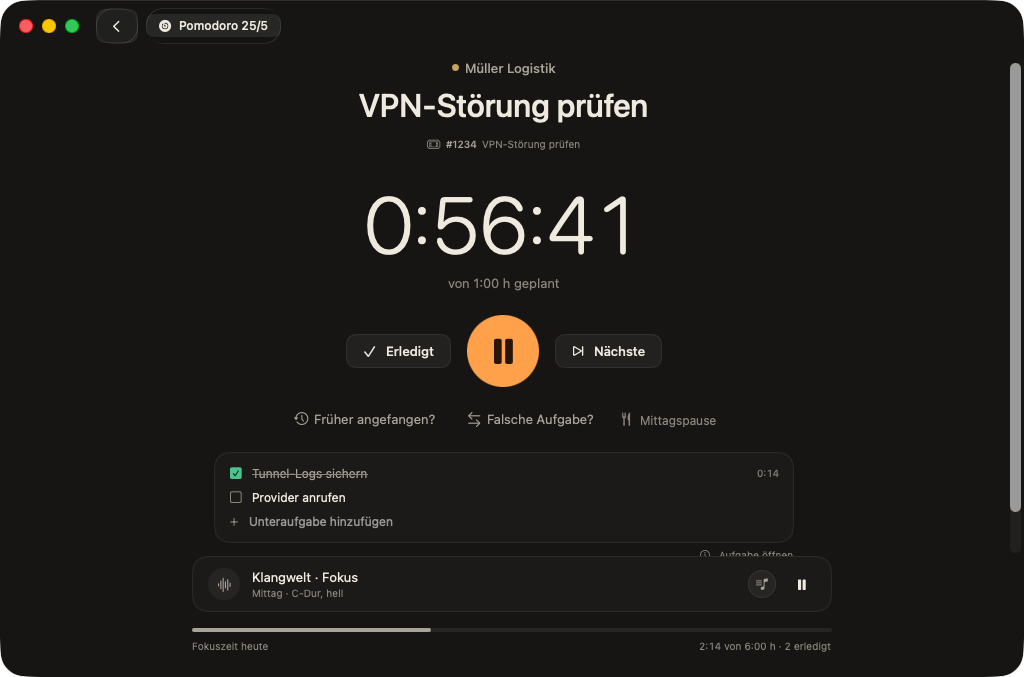 Pomodoro 25/5
Müller Logistik
VPN-Störung prüfen
#1234 VPN-Störung prüfen
0:56:41
von 1:00 h geplant
Erledigt
Nächste
Früher angefangen?
Falsche Aufgabe?
Mittagspause
Tunnel-Logs sichern 0:14
Provider anrufen
+ Unteraufgabe hinzufügen
Aufgabe öffnen
Klangwelt · Fokus
Mittag · C-Dur, hell
Fokuszeit heute
2:14 von 6:00 h · 2 erledigt